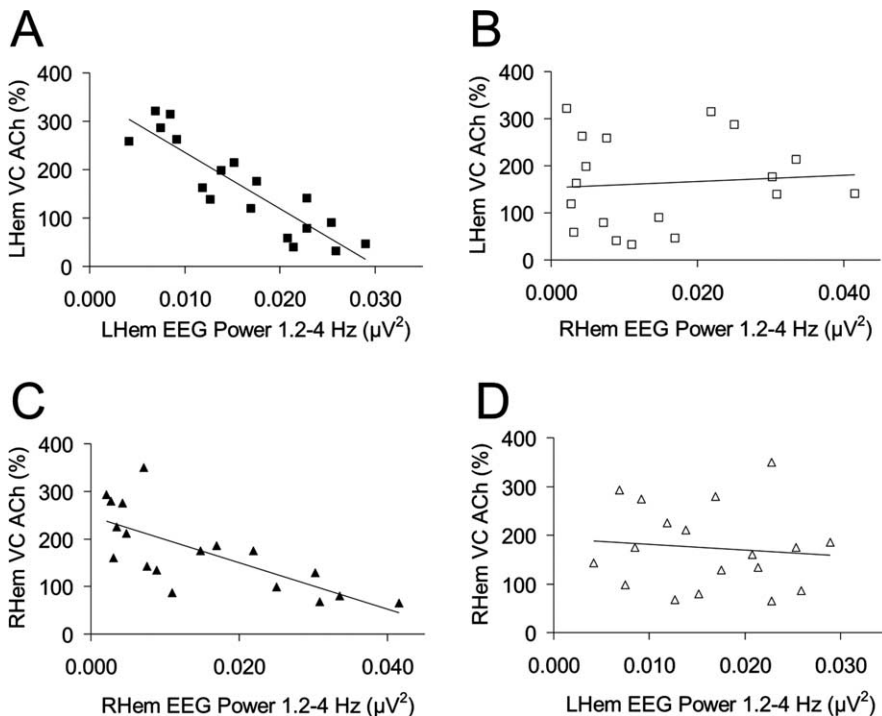 A
LHem VC ACh (%)
400
300
200
100
0
0.000 0.010 0.020 0.030
LHem EEG Power 1.2-4 Hz (µV²)
B
LHem VC ACh (%)
400
300
200
100
0
0.000 0.020 0.040
RHem EEG Power 1.2-4 Hz (µV²)
C
RHem VC ACh (%)
400
300
200
100
0
0.000 0.020 0.040
RHem EEG Power 1.2-4 Hz (µV²)
D
RHem VC ACh (%)
400
300
200
100
0
0.000 0.010 0.020 0.030
LHem EEG Power 1.2-4 Hz (µV²)